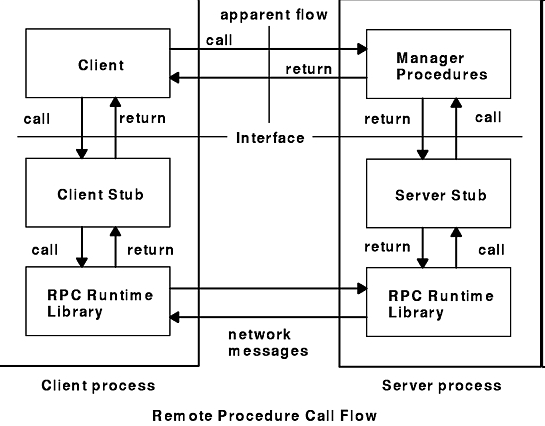 apparent flow
call
Client
Manager
Procedures
return
call
return
return
call
Interface
Client Stub
Server Stub
call
return
return
call
RPC Runtime
Library
RPC Runtime
Library
network
messages
Client process
Server process
Remote Procedure Call Flow